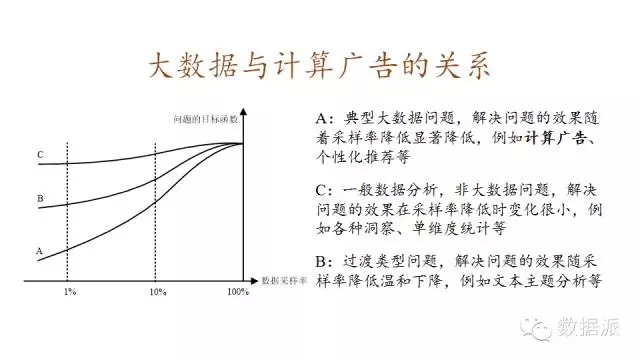 大数据与计算广告的关系
问题的目标函数
C
B
A
1%
10%
100%
数据采样率
A：典型大数据问题，解决问题的效果随
着采样率降低显著降低，例如计算广告、
个性化推荐等
C：一般数据分析，非大数据问题，解决
问题的效果在采样率降低时变化很小，例
如各种洞察、单维度统计等
B：过渡类型问题，解决问题的效果随采
样率降低温和下降，例如文本主题分析等
数据派